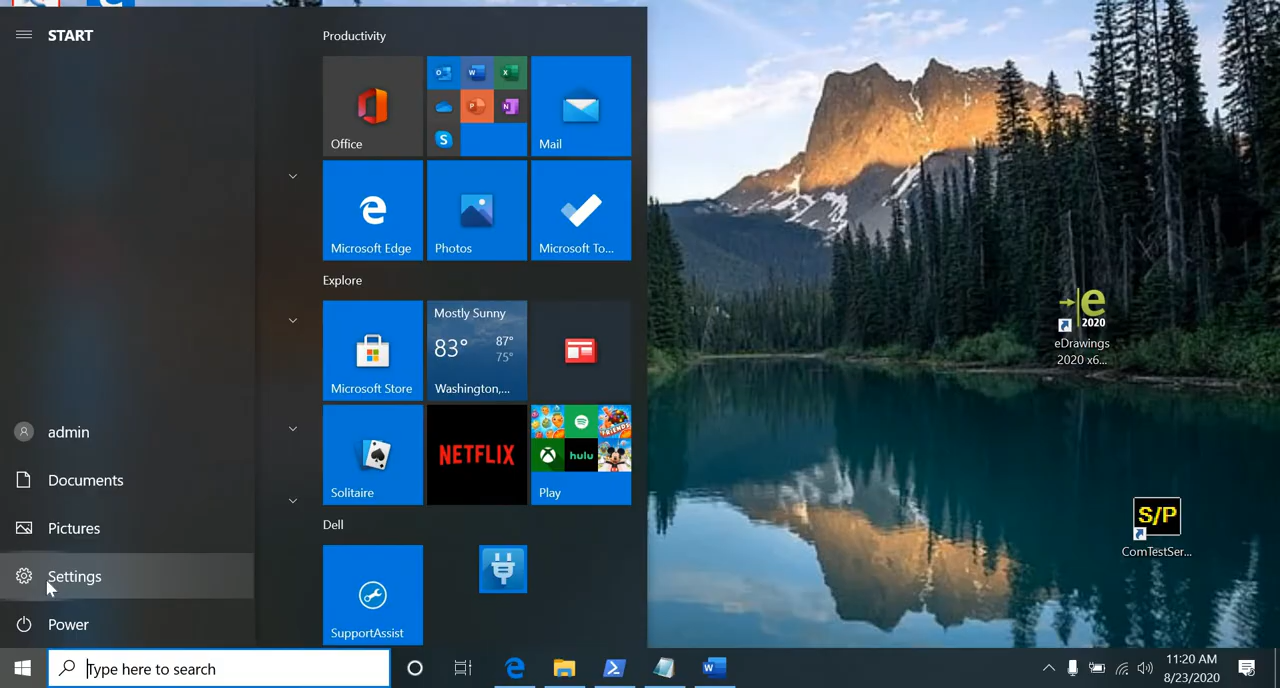 START
Productivity
Office
Mail
Microsoft Edge
Photos
Microsoft To...
Explore
Microsoft Store
Mostly Sunny
83°
87°
75°
Washington,...
Solitaire
NETFLIX
hulu
Play
Dell
SupportAssist
admin
Documents
Pictures
Settings
Power
Type here to search
e
2020
eDrawings
2020 x6...
S/P
ComTestSer...
11:20 AM
8/23/2020